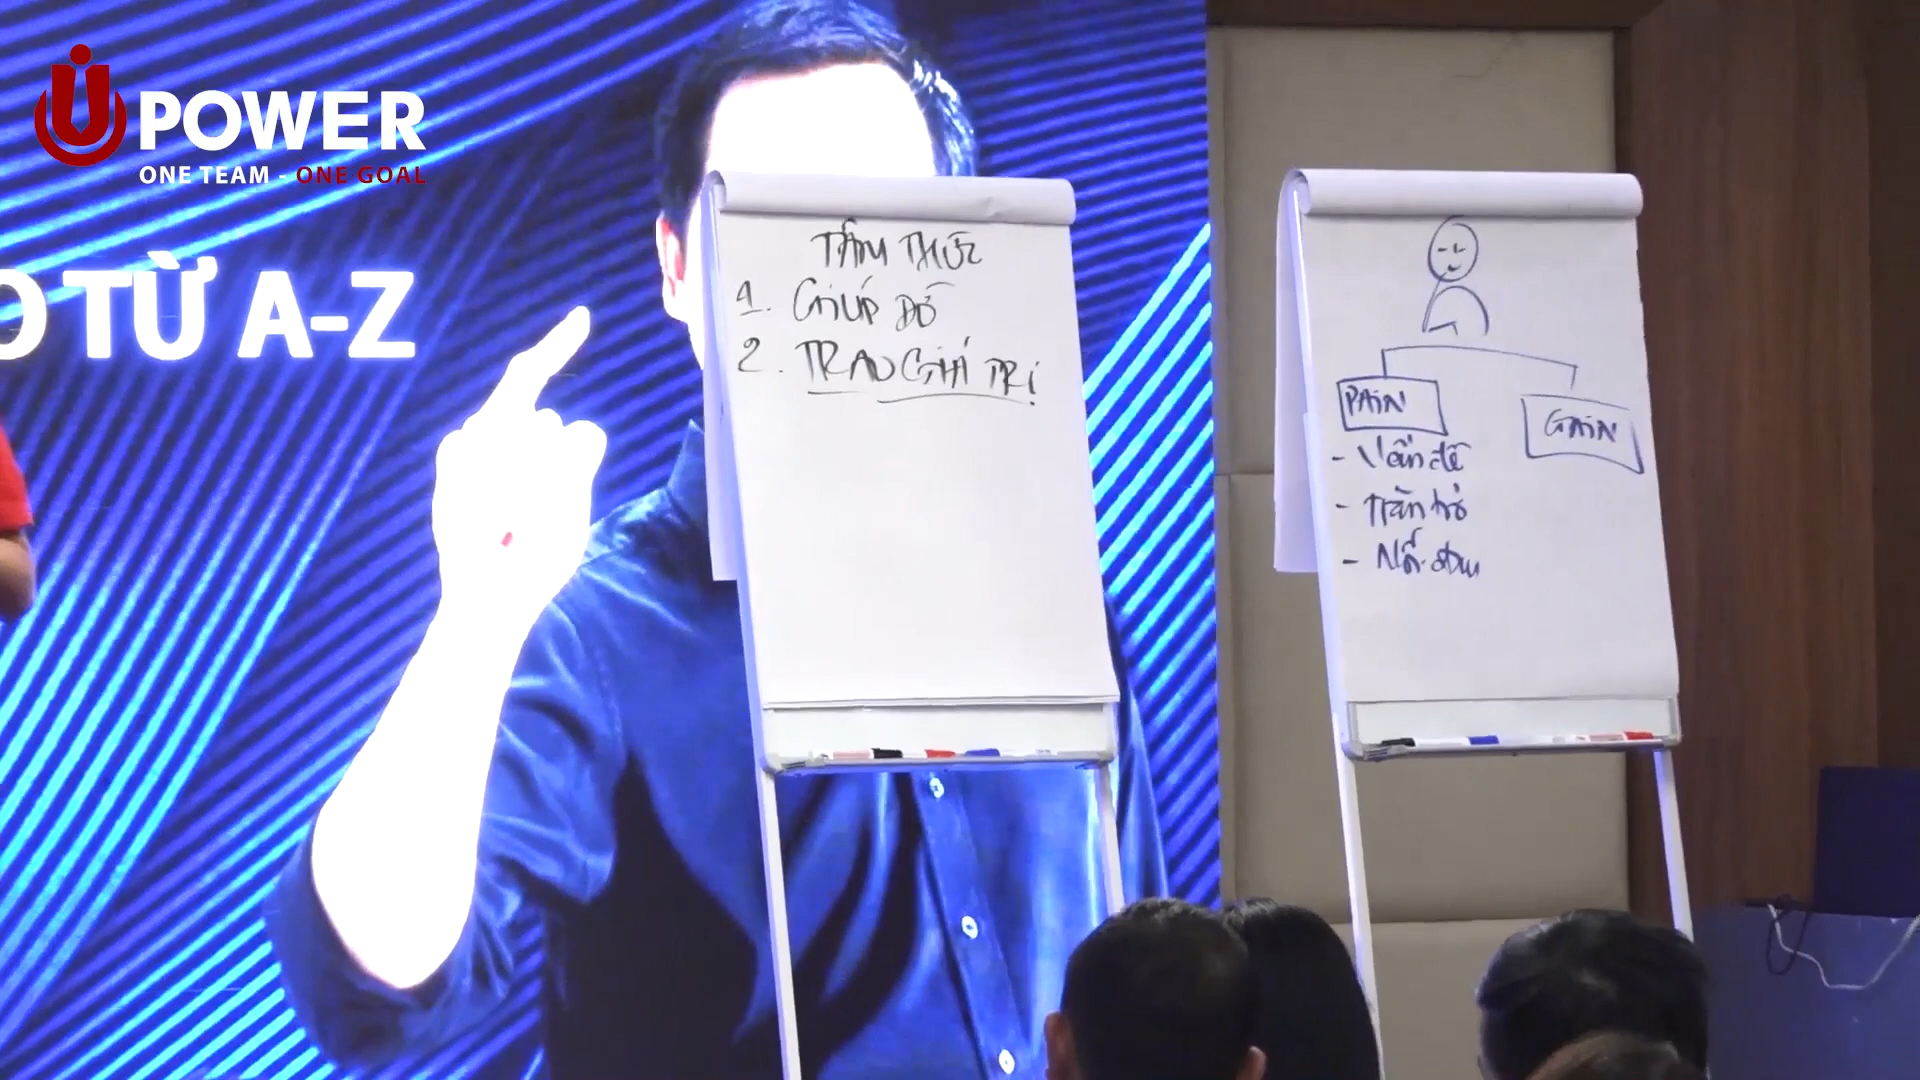 UPOWER
ONE TEAM - ONE GOAL
O TỪ A-Z
TÂM THỨC
1. GIÚP ĐỠ
2. TRAO GIÁ TRỊ
PAIN
GAIN
- Vấn đề
- Trăn trở
- Nỗi đau